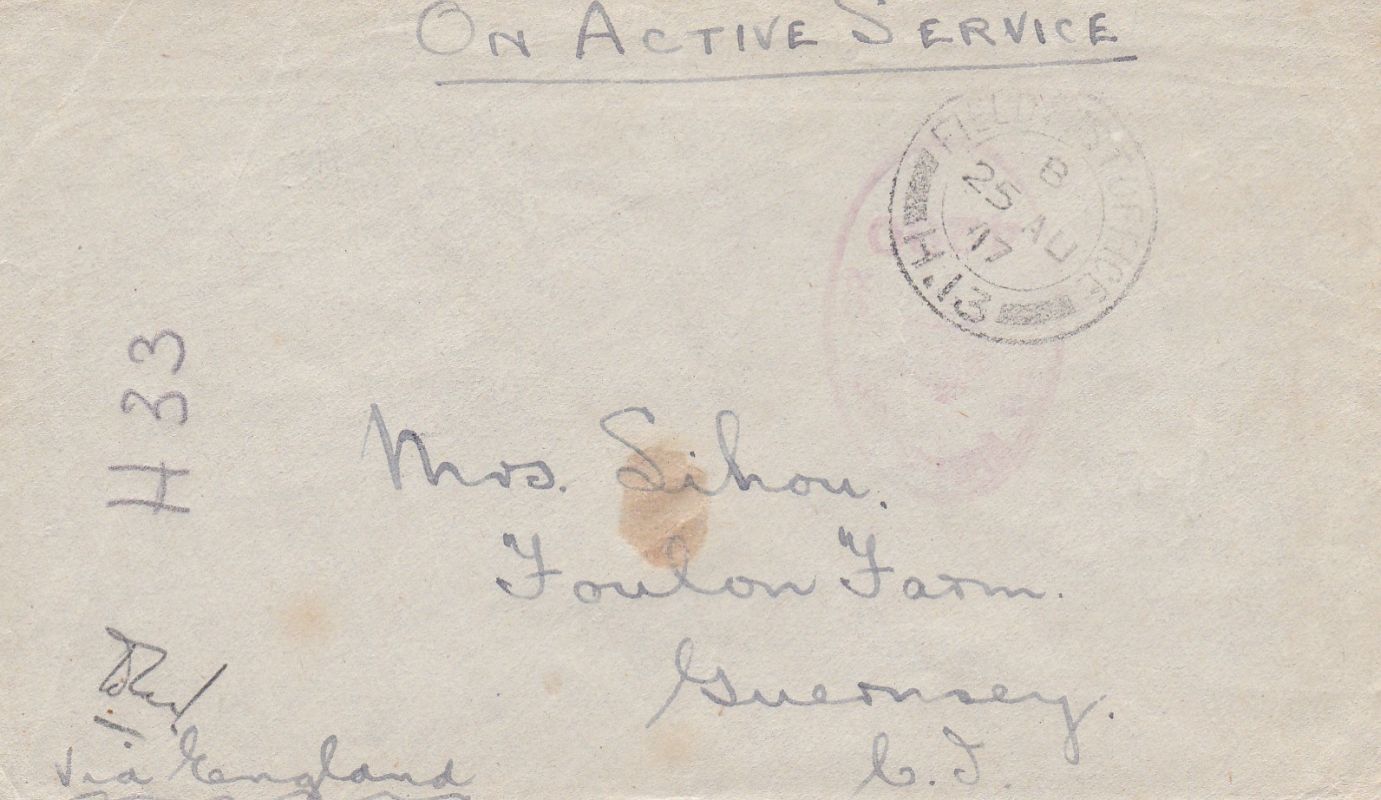 On Active Service
FIELD POST OFFICE
B
25 AU
17
H.13
H 33
Mrs. Sihou.
Foulon Farm.
Guernsey.
C.I.
via England